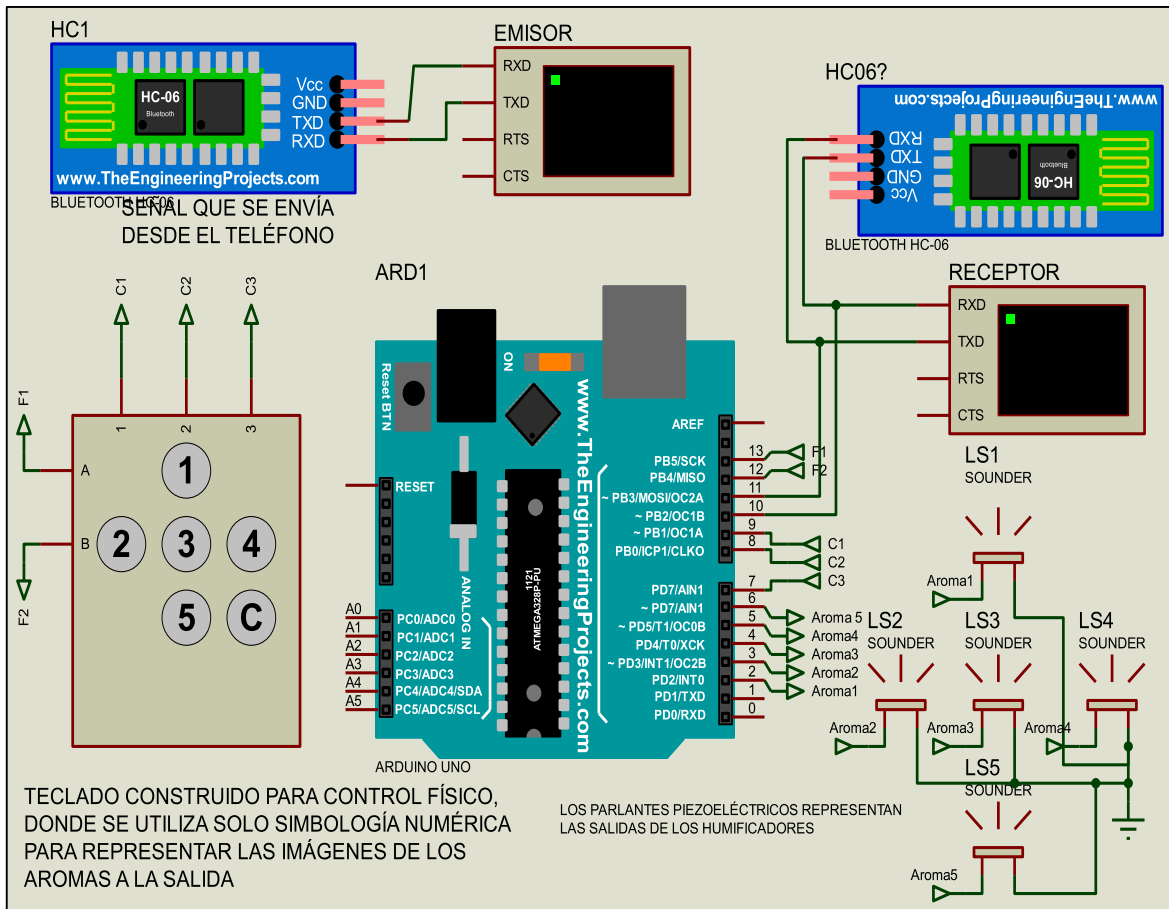 HC1
HC-06
Bluetooth
Vcc
GND
TXD
RXD
www.TheEngineeringProjects.com
BLUETOOTH HC-06
SEÑAL QUE SE ENVÍA
DESDE EL TELÉFONO
EMISOR
RXD
TXD
RTS
CTS
HC06?
www.TheEngineeringProjects.com
RXD
TXD
GND
Vcc
HC-06
Bluetooth
BLUETOOTH HC-06
RECEPTOR
RXD
TXD
RTS
CTS
C1
C2
C3
F1
F2
1
2
3
A
B
1
2
3
4
5
C
ARD1
Reset BTN
ON
www.TheEngineeringProjects.com
1121
ATMEGA328P-PU
ANALOG IN
RESET
A0
PC0/ADC0
A1
PC1/ADC1
A2
PC2/ADC2
A3
PC3/ADC3
A4
PC4/ADC4/SDA
A5
PC5/ADC5/SCL
AREF
PB5/SCK
13
F1
PB4/MISO
12
F2
~ PB3/MOSI/OC2A
11
~ PB2/OC1B
10
~ PB1/OC1A
9
C1
PB0/ICP1/CLKO
8
C2
PD7/AIN1
7
C3
~ PD7/AIN1
6
Aroma 5
~ PD5/T1/OC0B
5
Aroma4
PD4/T0/XCK
4
Aroma3
~ PD3/INT1/OC2B
3
Aroma2
PD2/INT0
2
Aroma1
PD1/TXD
1
PD0/RXD
0
ARDUINO UNO
LS1
SOUNDER
Aroma1
LS2
SOUNDER
Aroma2
LS3
SOUNDER
Aroma3
LS4
SOUNDER
Aroma4
LS5
SOUNDER
Aroma5
TECLADO CONSTRUIDO PARA CONTROL FÍSICO,
DONDE SE UTILIZA SOLO SIMBOLOGÍA NUMÉRICA
PARA REPRESENTAR LAS IMÁGENES DE LOS
AROMAS A LA SALIDA
LOS PARLANTES PIEZOELÉCTRICOS REPRESENTAN
LAS SALIDAS DE LOS HUMIFICADORES